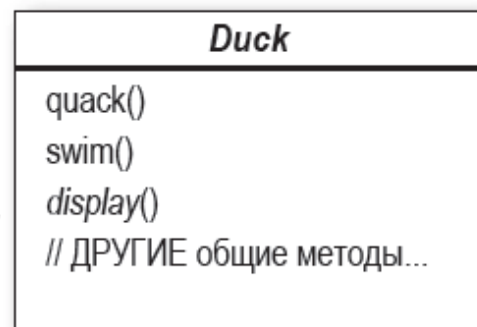 Duck
quack()
swim()
display()
// ДРУГИЕ общие методы...